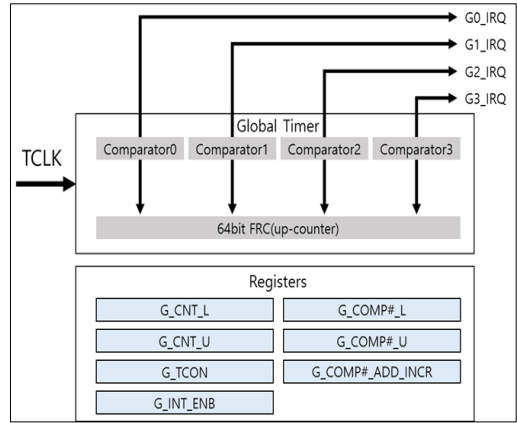 G0_IRQ
G1_IRQ
G2_IRQ
G3_IRQ
Global Timer
TCLK
Comparator0 Comparator1 Comparator2 Comparator3
64bit FRC(up-counter)
Registers
G_CNT_L G_COMP#_L
G_CNT_U G_COMP#_U
G_TCON G_COMP#_ADD_INCR
G_INT_ENB